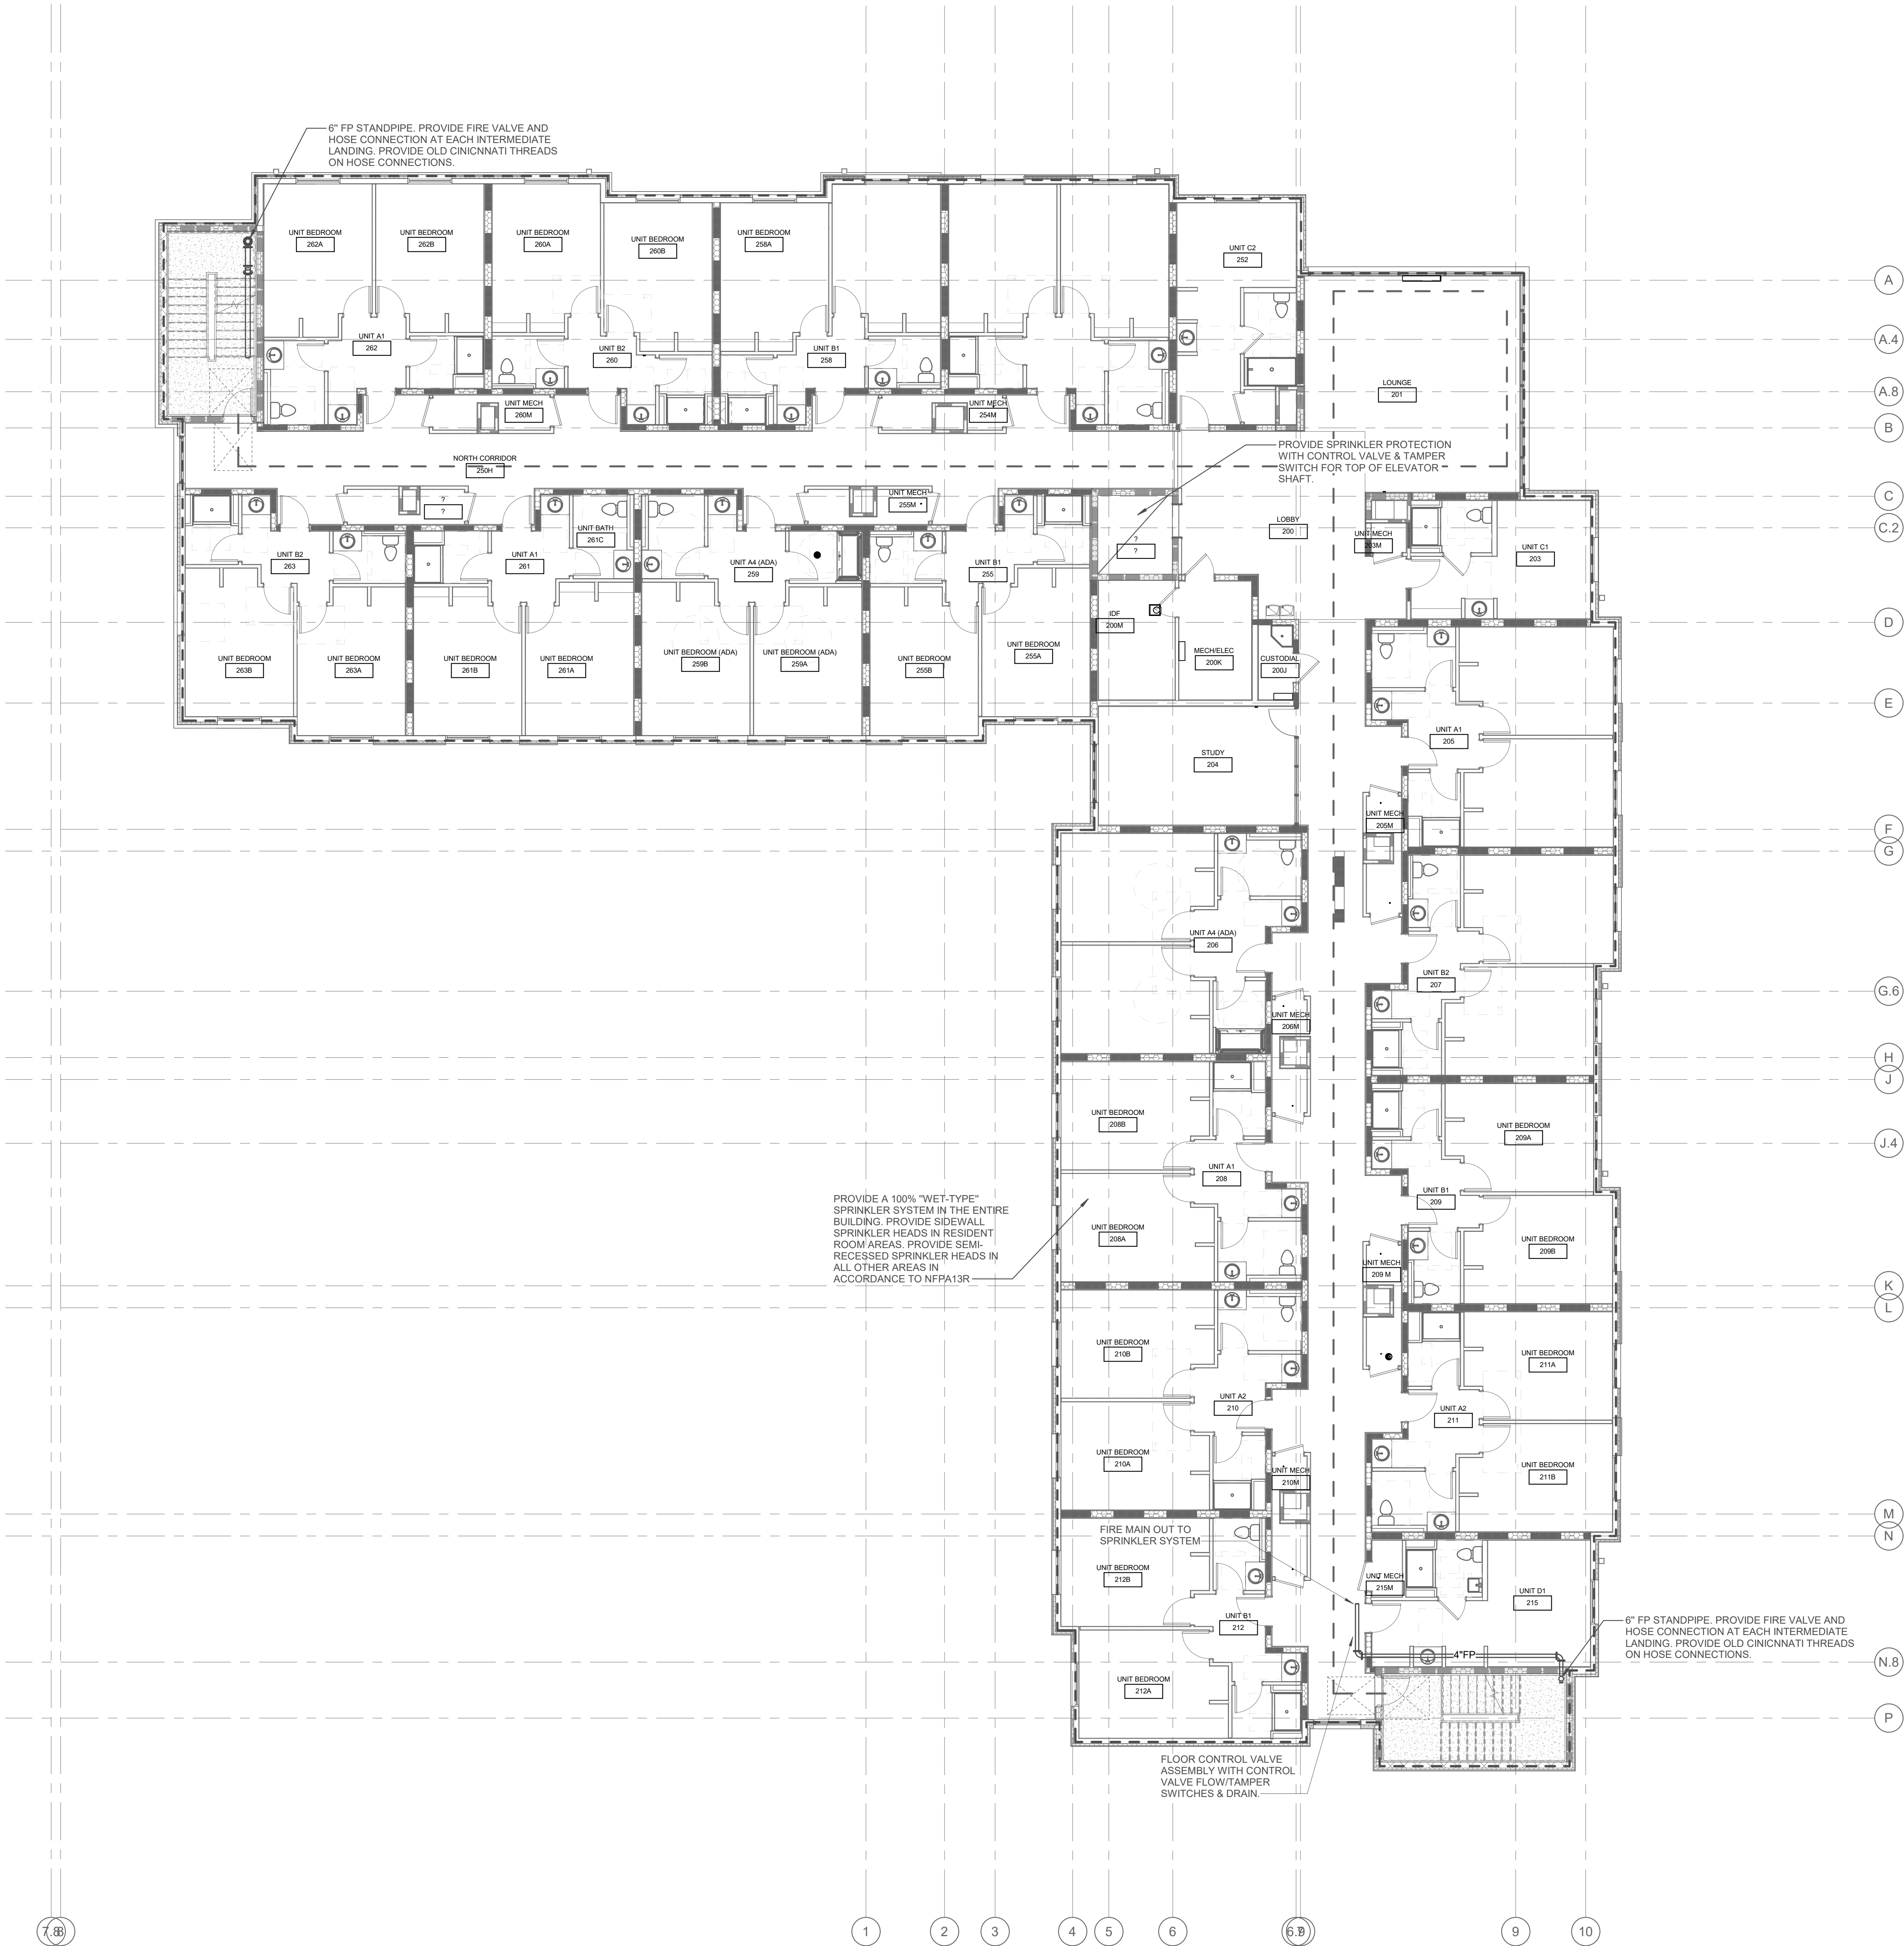 6" FP STANDPIPE. PROVIDE FIRE VALVE AND
HOSE CONNECTION AT EACH INTERMEDIATE
LANDING. PROVIDE OLD CINICNNATI THREADS
ON HOSE CONNECTIONS.
UNIT BEDROOM
262A
UNIT BEDROOM
262B
UNIT BEDROOM
260A
UNIT BEDROOM
260B
UNIT BEDROOM
258A
UNIT C2
252
A
UNIT A1
262
UNIT B2
260
UNIT B1
258
A.4
LOUNGE
201
A.8
UNIT MECH
260M
UNIT MECH
254M
B
NORTH CORRIDOR
250H
PROVIDE SPRINKLER PROTECTION
WITH CONTROL VALVE & TAMPER
SWITCH FOR TOP OF ELEVATOR
SHAFT.
?
?
UNIT MECH
255M
C
UNIT BATH
261C
LOBBY
200
?
?
UNIT MECH
203M
C.2
UNIT B2
263
UNIT A1
261
UNIT A4 (ADA)
259
UNIT B1
255
UNIT C1
203
IDF
200M
D
UNIT BEDROOM
263B
UNIT BEDROOM
263A
UNIT BEDROOM
261B
UNIT BEDROOM
261A
UNIT BEDROOM (ADA)
259B
UNIT BEDROOM (ADA)
259A
UNIT BEDROOM
255B
UNIT BEDROOM
255A
MECH/ELEC
200K
CUSTODIAL
200J
E
UNIT A1
205
STUDY
204
UNIT MECH
205M
F
G
UNIT A4 (ADA)
206
UNIT B2
207
G.6
UNIT MECH
206M
H
J
UNIT BEDROOM
208B
UNIT BEDROOM
209A
J.4
UNIT A1
208
UNIT B1
209
PROVIDE A 100% "WET-TYPE"
SPRINKLER SYSTEM IN THE ENTIRE
BUILDING. PROVIDE SIDEWALL
SPRINKLER HEADS IN RESIDENT
ROOM AREAS. PROVIDE SEMI-
RECESSED SPRINKLER HEADS IN
ALL OTHER AREAS IN
ACCORDANCE TO NFPA13R
UNIT BEDROOM
208A
UNIT BEDROOM
209B
UNIT MECH
209 M
K
L
UNIT BEDROOM
210B
UNIT BEDROOM
211A
UNIT A2
210
UNIT A2
211
UNIT BEDROOM
210A
UNIT MECH
210M
UNIT BEDROOM
211B
M
N
FIRE MAIN OUT TO
SPRINKLER SYSTEM
UNIT BEDROOM
212B
UNIT MECH
215M
UNIT D1
215
UNIT B1
212
6" FP STANDPIPE. PROVIDE FIRE VALVE AND
HOSE CONNECTION AT EACH INTERMEDIATE
LANDING. PROVIDE OLD CINICNNATI THREADS
ON HOSE CONNECTIONS.
4"FP
N.8
UNIT BEDROOM
212A
P
FLOOR CONTROL VALVE
ASSEMBLY WITH CONTROL
VALVE FLOW/TAMPER
SWITCHES & DRAIN.
1
2
3
4
5
6
9
10